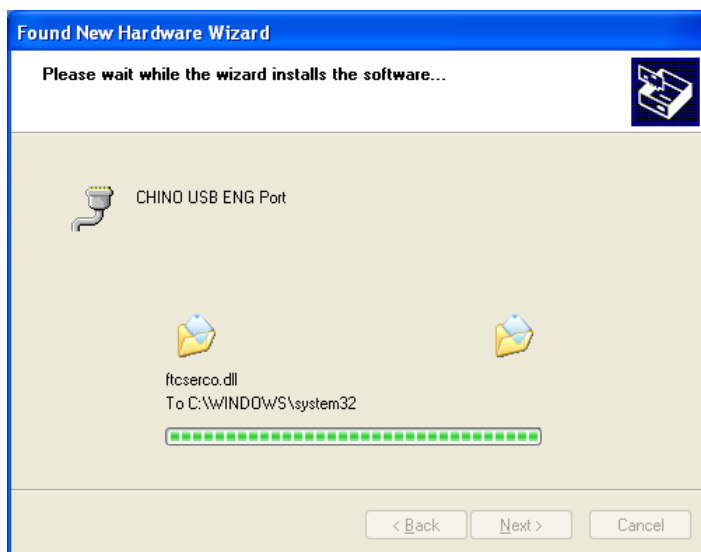 Found New Hardware Wizard
Please wait while the wizard installs the software...
CHINO USB ENG Port
ftcserco.dll
To C:\WINDOWS\system32
< Back
Next >
Cancel